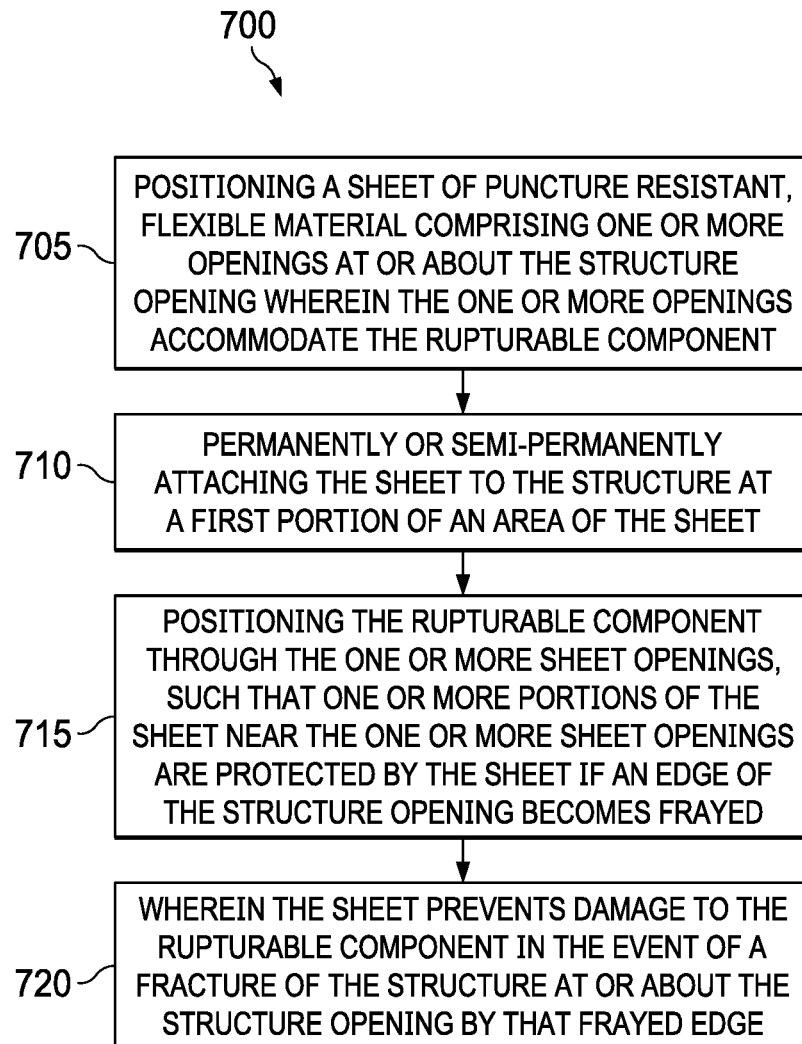 700
705
POSITIONING A SHEET OF PUNCTURE RESISTANT,
FLEXIBLE MATERIAL COMPRISING ONE OR MORE
OPENINGS AT OR ABOUT THE STRUCTURE
OPENING WHEREIN THE ONE OR MORE OPENINGS
ACCOMMODATE THE RUPTURABLE COMPONENT
710
PERMANENTLY OR SEMI-PERMANENTLY
ATTACHING THE SHEET TO THE STRUCTURE AT
A FIRST PORTION OF AN AREA OF THE SHEET
715
POSITIONING THE RUPTURABLE COMPONENT
THROUGH THE ONE OR MORE SHEET OPENINGS,
SUCH THAT ONE OR MORE PORTIONS OF THE
SHEET NEAR THE ONE OR MORE SHEET OPENINGS
ARE PROTECTED BY THE SHEET IF AN EDGE OF
THE STRUCTURE OPENING BECOMES FRAYED
720
WHEREIN THE SHEET PREVENTS DAMAGE TO THE
RUPTURABLE COMPONENT IN THE EVENT OF A
FRACTURE OF THE STRUCTURE AT OR ABOUT THE
STRUCTURE OPENING BY THAT FRAYED EDGE